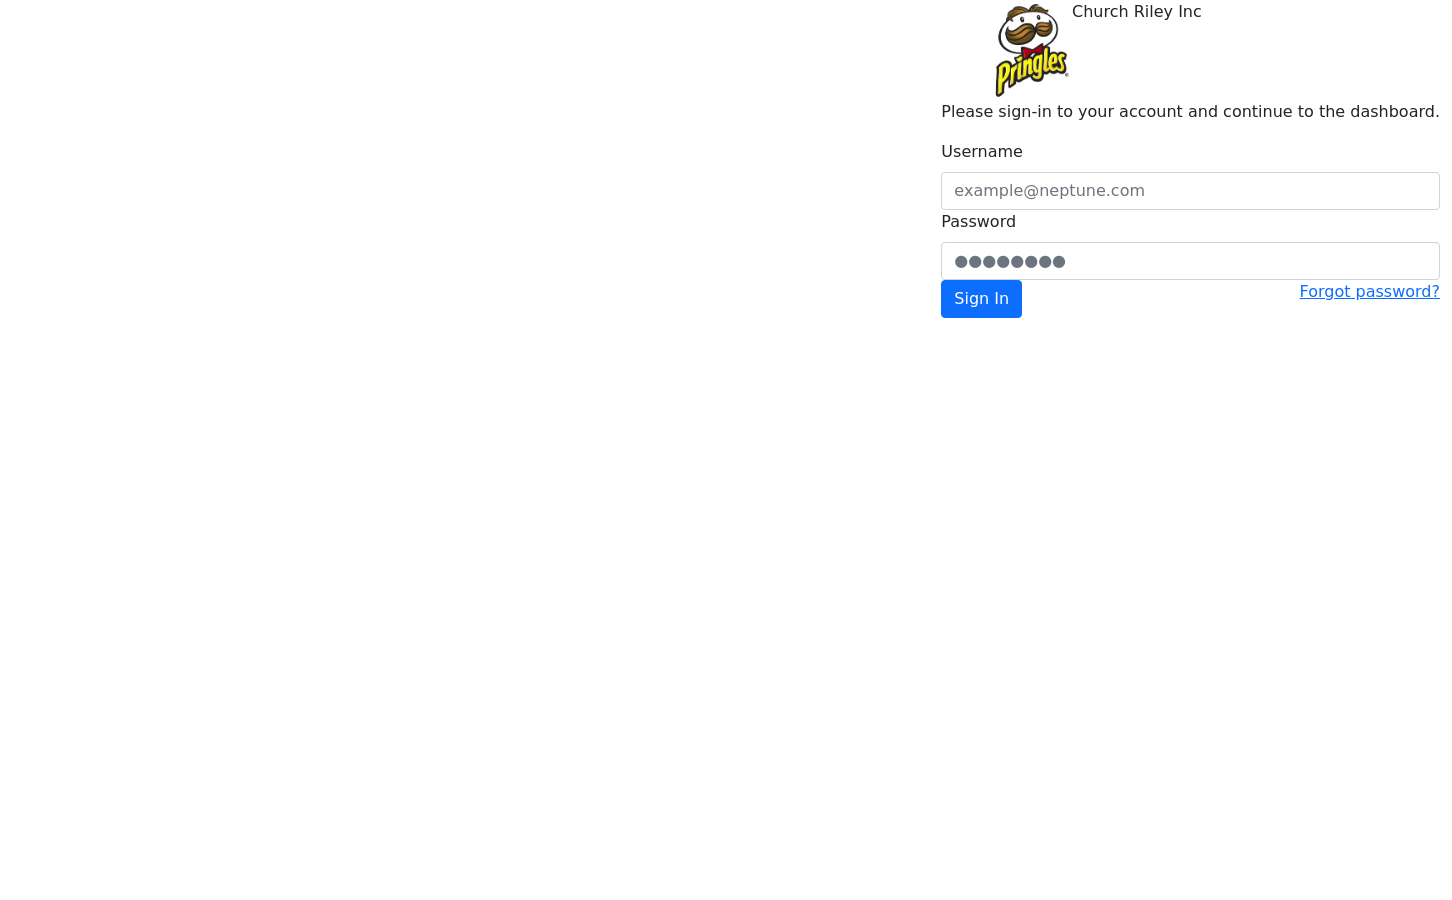 Church Riley Inc
Pringles
Please sign-in to your account and continue to the dashboard.
Username
example@neptune.com
Password
●●●●●●●●
Sign In
Forgot password?